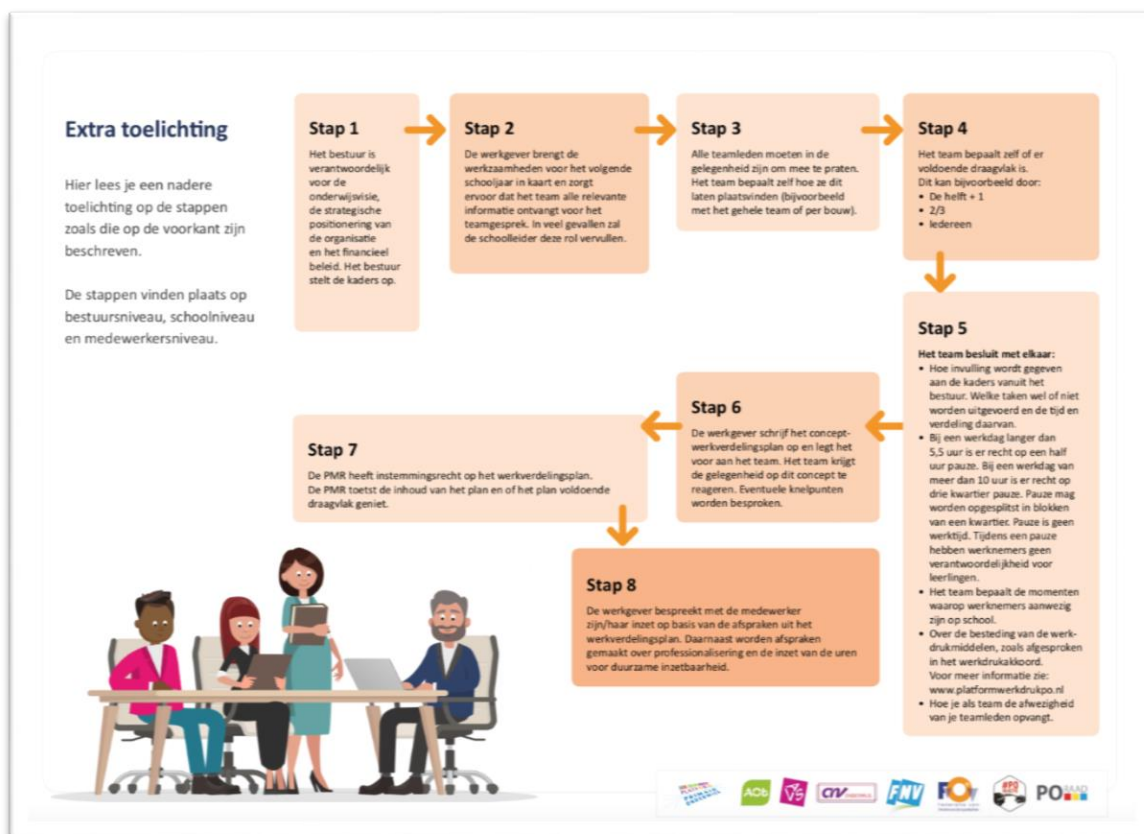 Extra toelichting
Hier lees je een nadere
toelichting op de stappen
zoals die op de voorkant zijn
beschreven.
De stappen vinden plaats op
bestuursniveau, schoolniveau
en medewerkersniveau.
Stap 1
Het bestuur is
verantwoordelijk
voor de
onderwijsvisie,
de strategische
positionering van
de organisatie
en het financieel
beleid. Het bestuur
stelt de kaders op.
Stap 2
De werkgever brengt de
werkzaamheden voor het volgende
schooljaar in kaart en zorgt
ervoor dat het team alle relevante
informatie ontvangt voor het
teamgesprek. In veel gevallen zal
de schoolleider deze rol vervullen.
Stap 3
Alle teamleden moeten in de
gelegenheid zijn om mee te praten.
Het team bepaalt zelf hoe ze dit
laten plaatsvinden (bijvoorbeeld
met het gehele team of per bouw).
Stap 4
Het team bepaalt zelf of er
voldoende draagvlak is.
Dit kan bijvoorbeeld door:
• De helft + 1
• 2/3
• Iedereen
Stap 5
Het team besluit met elkaar:
• Hoe invulling wordt gegeven
aan de kaders vanuit het
bestuur. Welke taken wel of niet
worden uitgevoerd en de tijd en
verdeling daarvan.
• Bij een werkdag langer dan
5,5 uur is er recht op een half
uur pauze. Bij een werkdag van
meer dan 10 uur is er recht op
drie kwartier pauze. Pauze mag
worden opgesplitst in blokken
van een kwartier. Pauze is geen
werktijd. Tijdens een pauze
hebben werknemers geen
verantwoordelijkheid voor
leerlingen.
• Het team bepaalt de momenten
waarop werknemers aanwezig
zijn op school.
• Over de besteding van de werk-
drukmiddelen, zoals afgesproken
in het werkdrukakkoord.
Voor meer informatie zie:
www.platformwerkdrukpo.nl
• Hoe je als team de afwezigheid
van je teamleden opvangt.
Stap 6
De werkgever schrijf het concept-
werkverdelingsplan op en legt het
voor aan het team. Het team krijgt
de gelegenheid op dit concept te
reageren. Eventuele knelpunten
worden besproken.
Stap 7
De PMR heeft instemmingsrecht op het werkverdelingsplan.
De PMR toetst de inhoud van het plan en of het plan voldoende
draagvlak geniet.
Stap 8
De werkgever bespreekt met de medewerker
zijn/haar inzet op basis van de afspraken uit het
werkverdelingsplan. Daarnaast worden afspraken
gemaakt over professionalisering en de inzet van de uren
voor duurzame inzetbaarheid.
AOb
CNV
FNV
PO